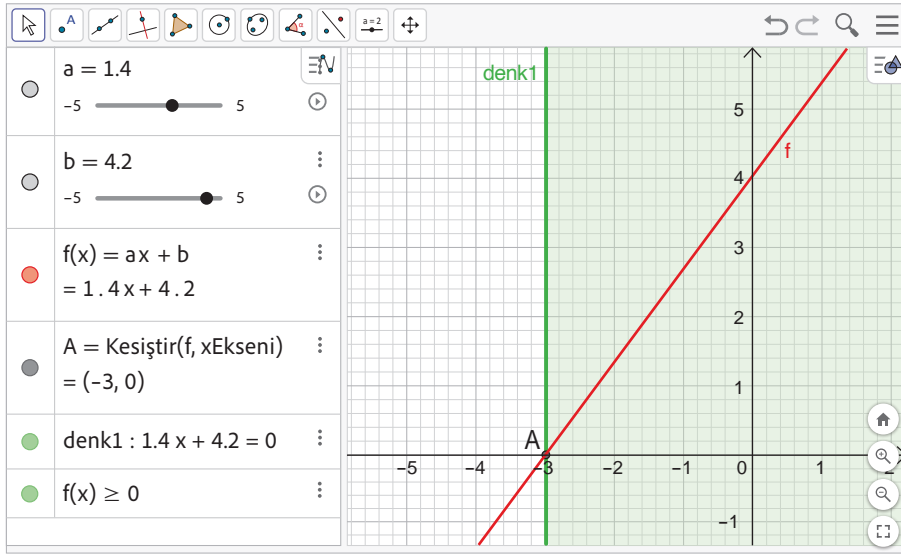 A
α
a = 2
a = 1.4
-5 5
b = 4.2
-5 5
f(x) = ax + b
= 1.4x + 4.2
A = Kesiştir(f, xEkseni)
= (-3, 0)
denk1 : 1.4 x + 4.2 = 0
f(x) ≥ 0
denk1
f
A
5
4
3
2
1
-5 -4 -3 -2 -1 0 1 2
-1